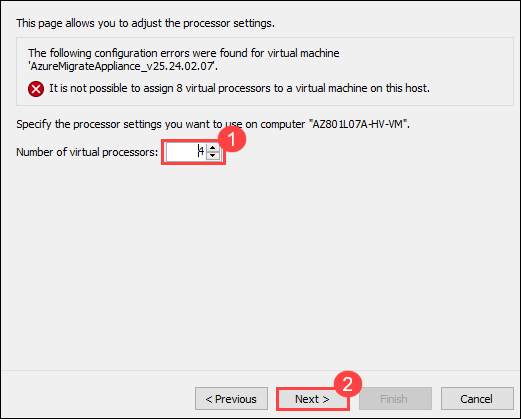 This page allows you to adjust the processor settings.
The following configuration errors were found for virtual machine
'AzureMigrateAppliance_v25.24.02.07'.
It is not possible to assign 8 virtual processors to a virtual machine on this host.
Specify the processor settings you want to use on computer "AZ801L07A-HV-VM".
1
Number of virtual processors: 4
2
< Previous Next > Finish Cancel